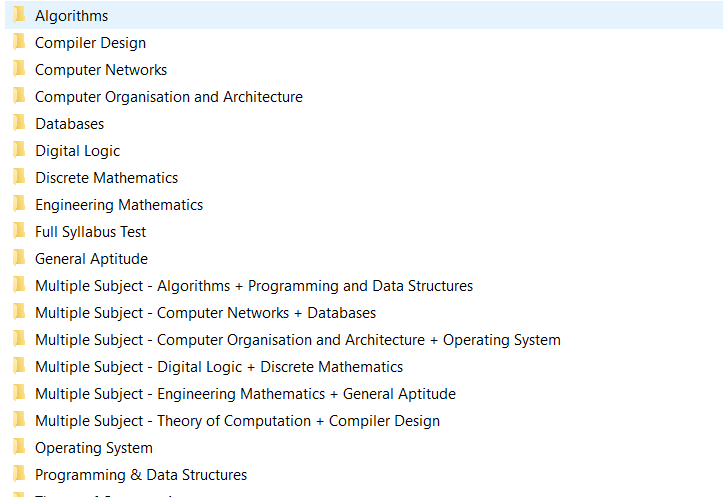 Algorithms
Compiler Design
Computer Networks
Computer Organisation and Architecture
Databases
Digital Logic
Discrete Mathematics
Engineering Mathematics
Full Syllabus Test
General Aptitude
Multiple Subject - Algorithms + Programming and Data Structures
Multiple Subject - Computer Networks + Databases
Multiple Subject - Computer Organisation and Architecture + Operating System
Multiple Subject - Digital Logic + Discrete Mathematics
Multiple Subject - Engineering Mathematics + General Aptitude
Multiple Subject - Theory of Computation + Compiler Design
Operating System
Programming & Data Structures